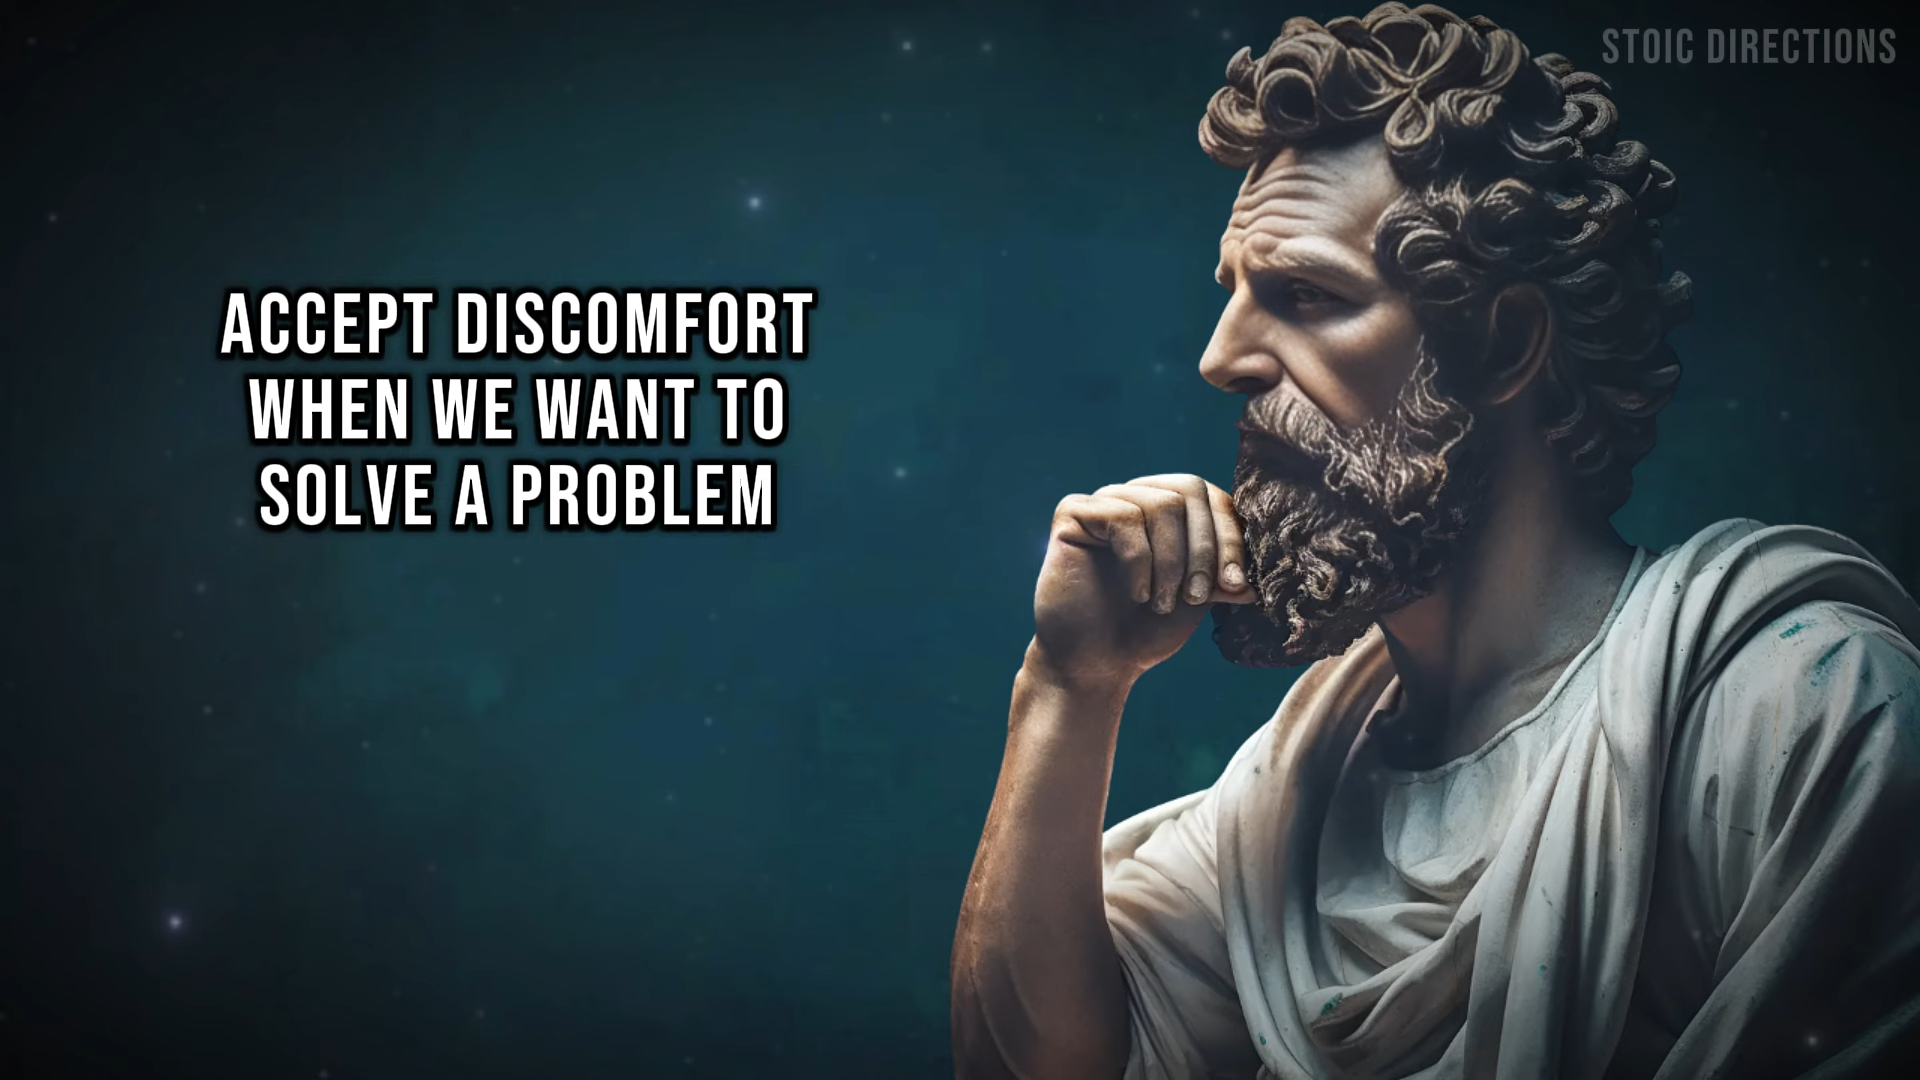 STOIC DIRECTIONS
ACCEPT DISCOMFORT
WHEN WE WANT TO
SOLVE A PROBLEM